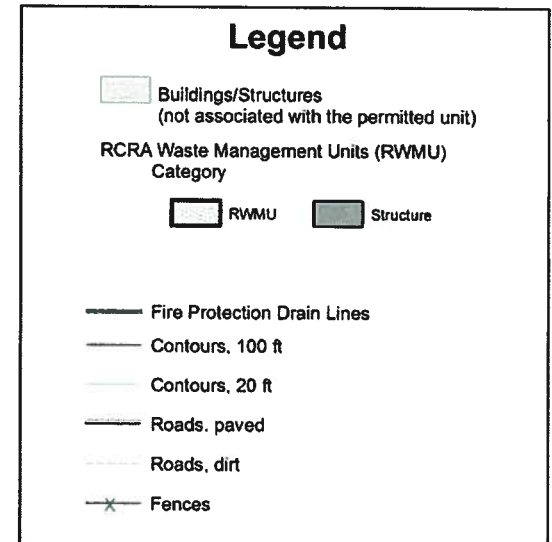 Legend
Buildings/Structures
(not associated with the permitted unit)
RCRA Waste Management Units (RWMU)
Category
RWMU Structure
Fire Protection Drain Lines
Contours, 100 ft
Contours, 20 ft
Roads. paved
Roads, dirt
Fences